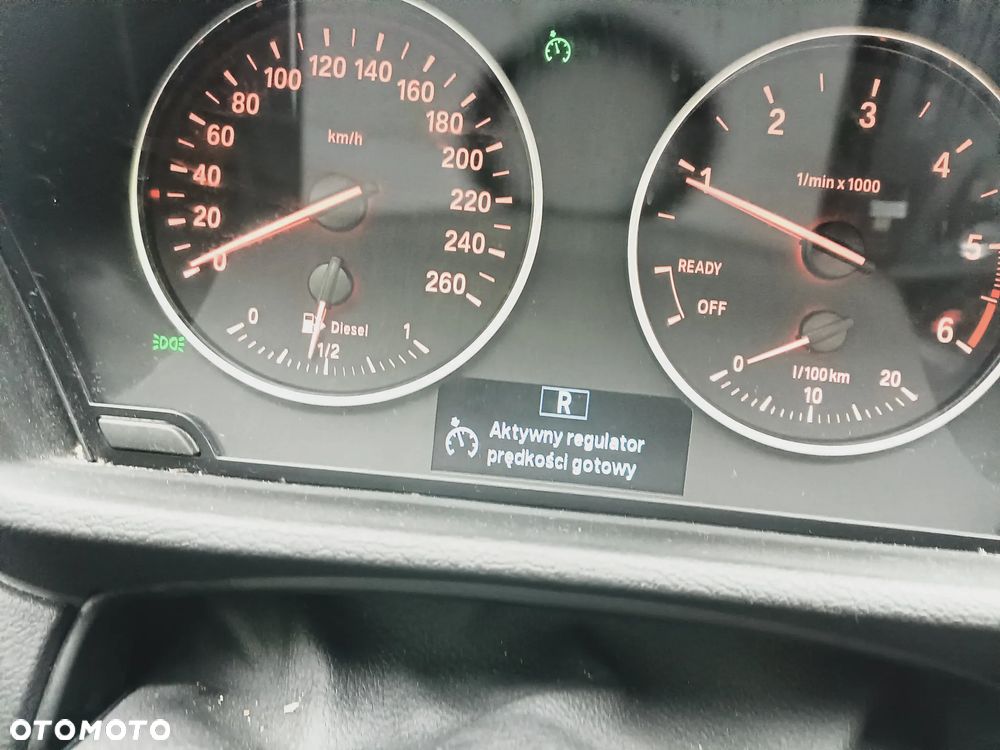 0
20
40
60
80
100
120
140
160
180
200
220
240
260
km/h
0
1/2
1
Diesel
1
2
3
4
5
6
1/min x 1000
READY
OFF
0
10
20
l/100km
R
Aktywny regulator
prędkości gotowy
OTOMOTO